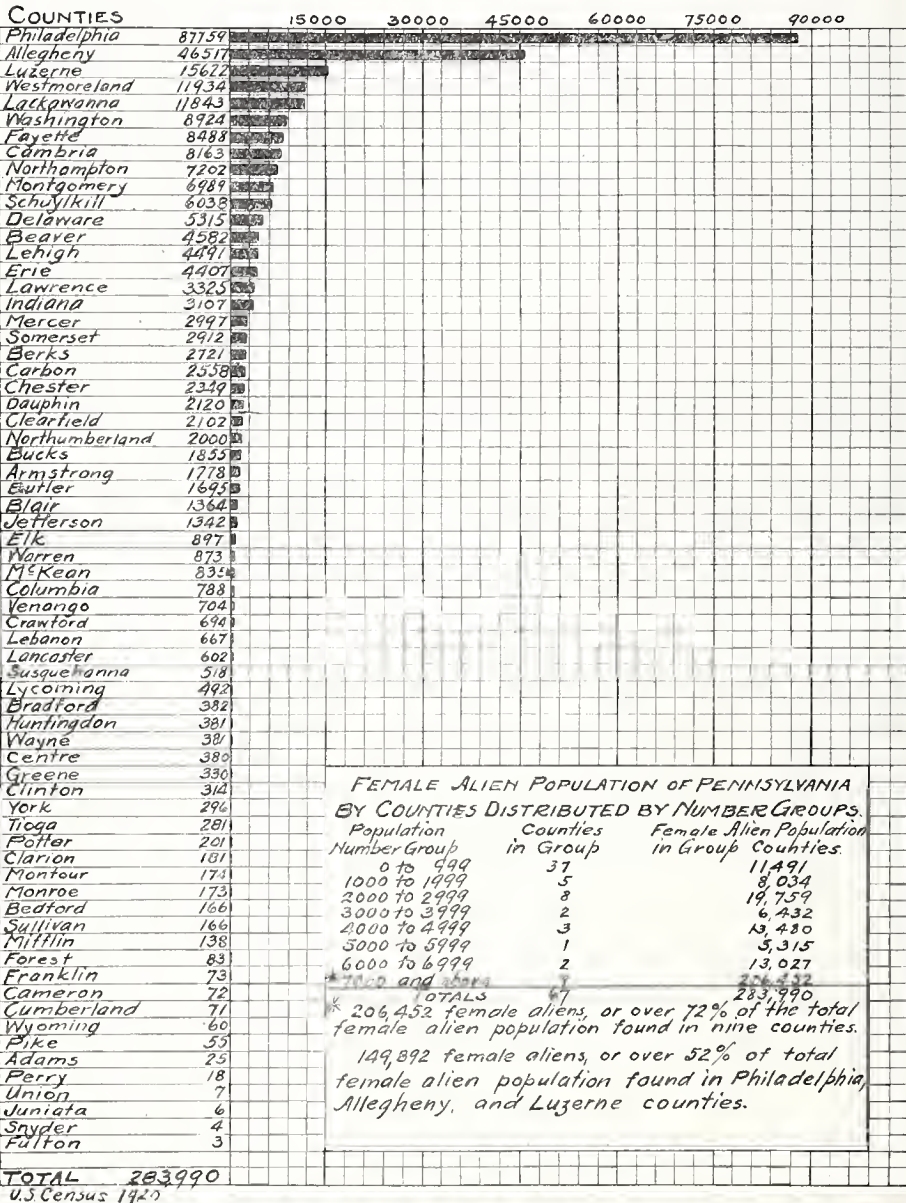 COUNTIES 15000 30000 45000 60000 75000 90000
Philadelphia 87759
Allegheny 46517
Luzerne 15622
Westmoreland 11934
Lackawanna 11843
Washington 8924
Fayette 8488
Cambria 8163
Northampton 7202
Montgomery 6989
Schuylkill 6038
Delaware 5315
Beaver 4582
Lehigh 4491
Erie 4407
Lawrence 3325
Indiana 3107
Mercer 2997
Somerset 2912
Berks 2721
Carbon 2558
Chester 2349
Dauphin 2120
Clearfield 2102
Northumberland 2000
Bucks 1855
Armstrong 1778
Butler 1695
Blair 1364
Jefferson 1342
Elk 897
Warren 873
McKean 835
Columbia 788
Venango 704
Crawford 694
Lebanon 667
Lancaster 602
Susquehanna 518
Lycoming 492
Bradford 382
Huntingdon 381
Wayne 381
Centre 380
Greene 330
Clinton 314
York 296
Tioga 281
Potter 201
Clarion 181
Montour 174
Monroe 173
Bedford 166
Sullivan 166
Mifflin 138
Forest 83
Franklin 73
Cameron 72
Cumberland 71
Wyoming 60
Pike 55
Adams 25
Perry 18
Union 7
Juniata 6
Snyder 4
Fulton 3
TOTAL 283,990
U.S. Census 1920
FEMALE ALIEN POPULATION OF PENNSYLVANIA
BY COUNTIES DISTRIBUTED BY NUMBER GROUPS.
Population Counties Female Alien Population
Number Group in Group in Group Counties.
0 to 999 37 11,491
1000 to 1999 5 8,034
2000 to 2999 8 19,759
3000 to 3999 2 6,432
4000 to 4999 3 13,480
5000 to 5999 1 5,315
6000 to 6999 2 13,027
* 7000 and above 9 206,452
TOTALS 67 283,990
* 206,452 female aliens, or over 72% of the total
female alien population found in nine counties.
149,892 female aliens, or over 52% of total
female alien population found in Philadelphia,
Allegheny, and Luzerne counties.